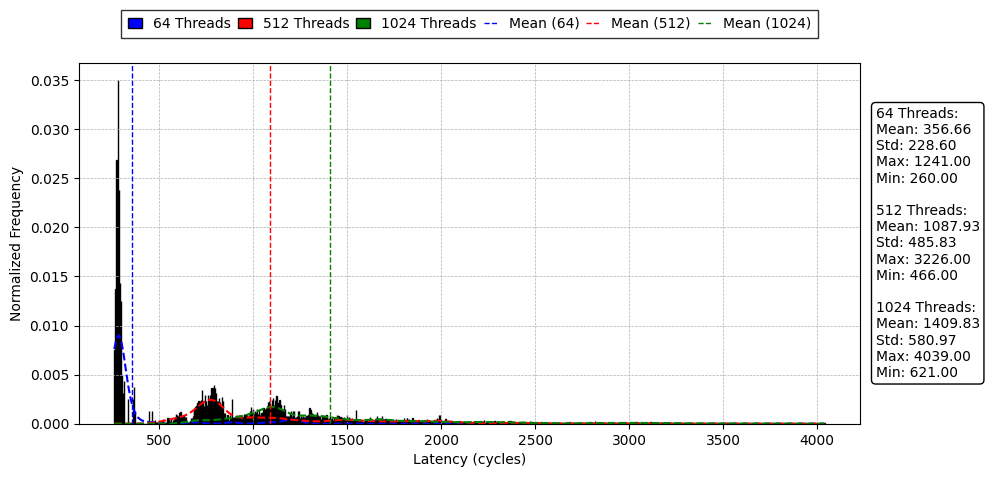 64 Threads 512 Threads 1024 Threads Mean (64) Mean (512) Mean (1024)
0.035
0.030
0.025
0.020
0.015
0.010
0.005
0.000
Normalized Frequency
500 1000 1500 2000 2500 3000 3500 4000
Latency (cycles)
64 Threads:
Mean: 356.66
Std: 228.60
Max: 1241.00
Min: 260.00
512 Threads:
Mean: 1087.93
Std: 485.83
Max: 3226.00
Min: 466.00
1024 Threads:
Mean: 1409.83
Std: 580.97
Max: 4039.00
Min: 621.00